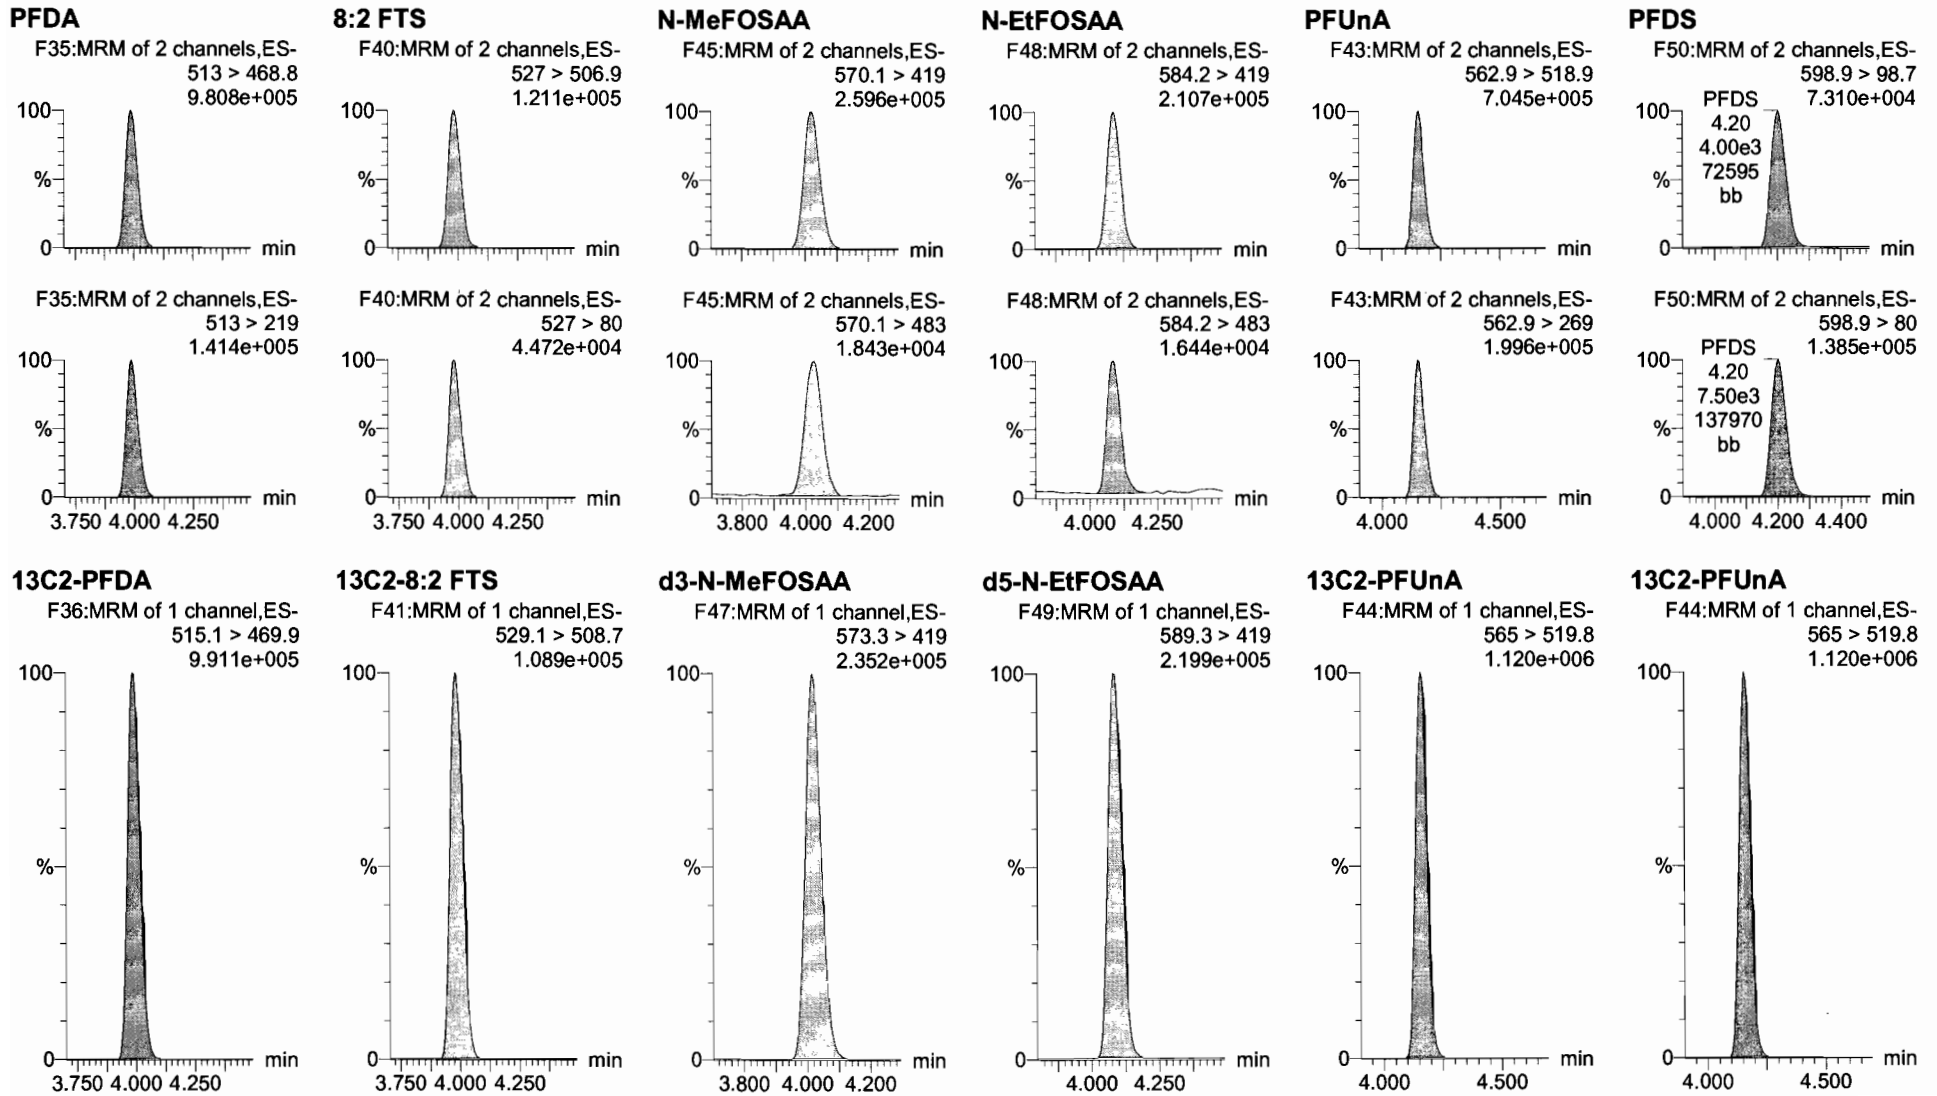 PFDA
F35:MRM of 2 channels,ES-
513 > 468.8
9.808e+005
100
%
0
min
F35:MRM of 2 channels,ES-
513 > 219
1.414e+005
100
%
0
min
3.750 4.000 4.250
8:2 FTS
F40:MRM of 2 channels,ES-
527 > 506.9
1.211e+005
100
%
0
min
F40:MRM of 2 channels,ES-
527 > 80
4.472e+004
100
%
0
min
3.750 4.000 4.250
N-MeFOSAA
F45:MRM of 2 channels,ES-
570.1 > 419
2.596e+005
100
%
0
min
F45:MRM of 2 channels,ES-
570.1 > 483
1.843e+004
100
%
0
min
3.800 4.000 4.200
N-EtFOSAA
F48:MRM of 2 channels,ES-
584.2 > 419
2.107e+005
100
%
0
min
F48:MRM of 2 channels,ES-
584.2 > 483
1.644e+004
100
%
0
min
4.000 4.250
PFUnA
F43:MRM of 2 channels,ES-
562.9 > 518.9
7.045e+005
100
%
0
min
F43:MRM of 2 channels,ES-
562.9 > 269
1.996e+005
100
%
0
min
4.000 4.500
PFDS
F50:MRM of 2 channels,ES-
598.9 > 98.7
7.310e+004
100
PFDS
4.20
4.00e3
72595
bb
%
0
min
F50:MRM of 2 channels,ES-
598.9 > 80
1.385e+005
100
PFDS
4.20
7.50e3
137970
bb
%
0
min
4.000 4.200 4.400
13C2-PFDA
F36:MRM of 1 channel,ES-
515.1 > 469.9
9.911e+005
100
%
0
min
3.750 4.000 4.250
13C2-8:2 FTS
F41:MRM of 1 channel,ES-
529.1 > 508.7
1.089e+005
100
%
0
min
3.750 4.000 4.250
d3-N-MeFOSAA
F47:MRM of 1 channel,ES-
573.3 > 419
2.352e+005
100
%
0
min
3.800 4.000 4.200
d5-N-EtFOSAA
F49:MRM of 1 channel,ES-
589.3 > 419
2.199e+005
100
%
0
min
4.000 4.250
13C2-PFUnA
F44:MRM of 1 channel,ES-
565 > 519.8
1.120e+006
100
%
0
min
4.000 4.500
13C2-PFUnA
F44:MRM of 1 channel,ES-
565 > 519.8
1.120e+006
100
%
0
min
4.000 4.500